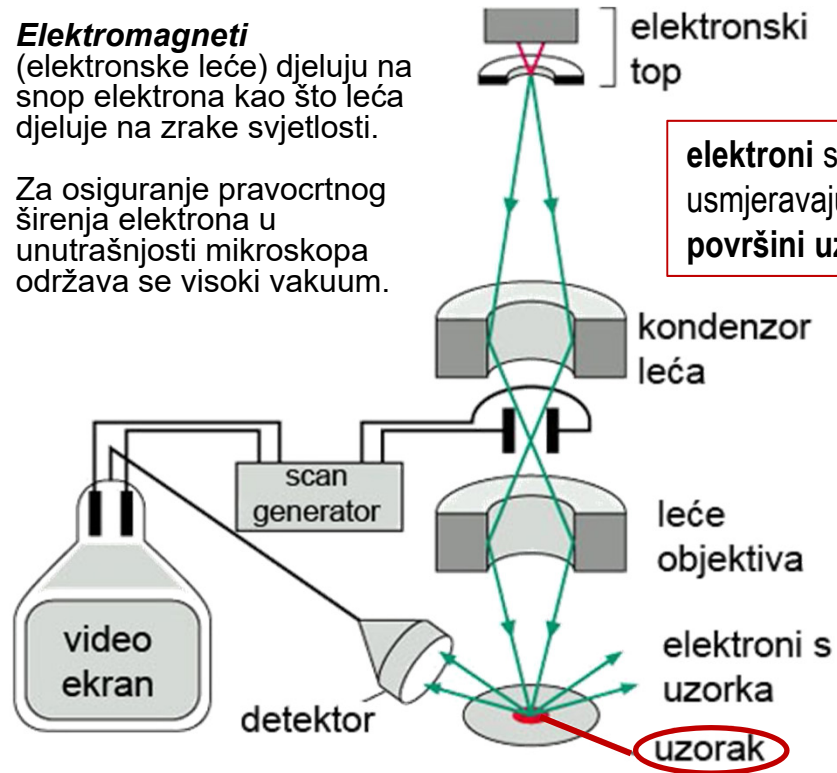 Elektromagneti
(elektronske leće) djeluju na
snop elektrona kao što leća
djeluje na zrake svjetlosti.
Za osiguranje pravocrtnog
širenja elektrona u
unutrašnjosti mikroskopa
održava se visoki vakuum.
elektronski
top
elektroni s
usmjeravaju
površini uz
kondenzor
leća
scan
generator
leće
objektiva
video
ekran
detektor
elektroni s
uzorka
uzorak